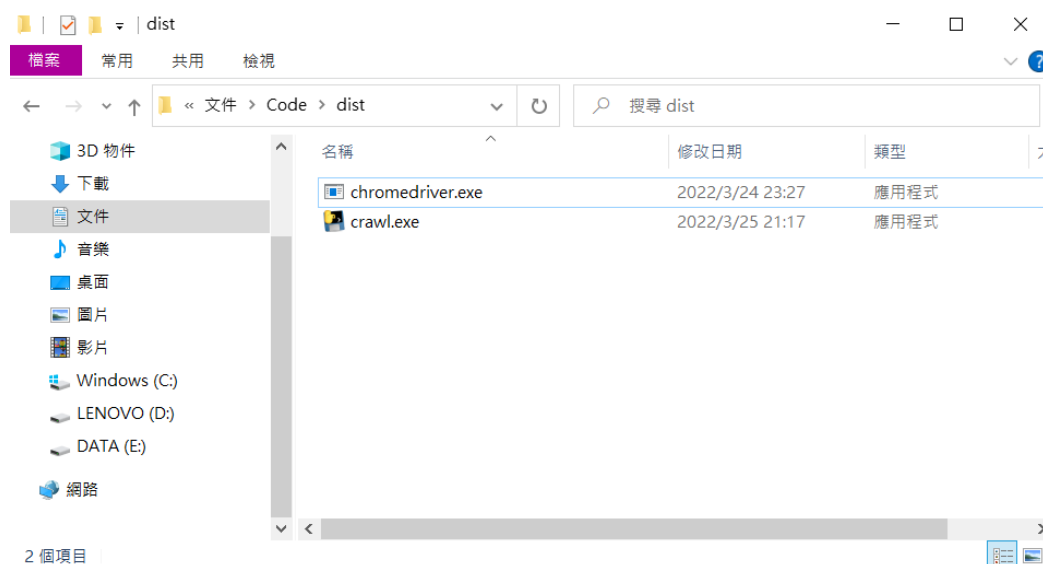 dist
檔案 常用 共用 檢視
« 文件 > Code > dist
搜尋 dist
3D 物件
下載
文件
音樂
桌面
圖片
影片
Windows (C:)
LENOVO (D:)
DATA (E:)
網路
名稱 修改日期 類型
chromedriver.exe 2022/3/24 23:27 應用程式
crawl.exe 2022/3/25 21:17 應用程式
2 個項目